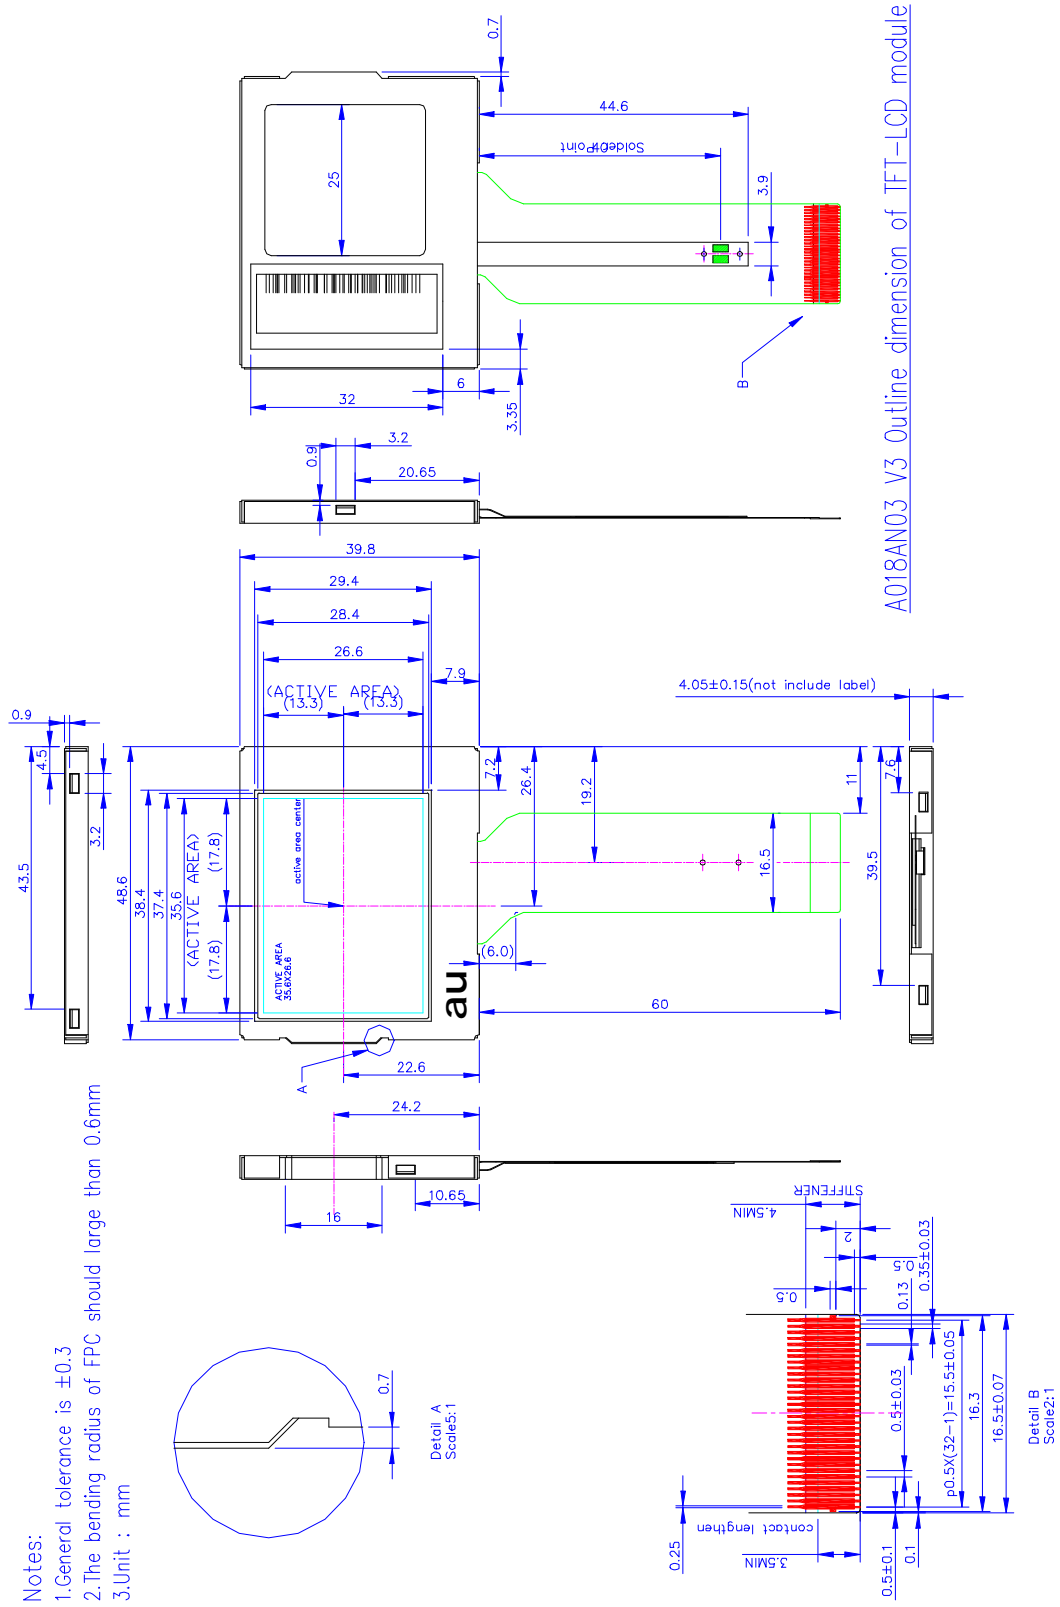 A018AN03 V3 Outline dimension of TFT-LCD module
0.7
44.6
Solder Point
25
3.9
B
32
6
3.35
0.9
3.2
20.65
39.8
29.4
28.4
26.6
7.9
(ACTIVE AREA)
(13.3)
(13.3)
4.05±0.15(not include label)
0.9
4.5
3.2
43.5
48.6
38.4
37.4
35.6
(ACTIVE AREA)
(17.8)
(17.8)
active area center
ACTIVE AREA
35.6X26.6
au
7.2
26.4
19.2
11
16.5
(6.0)
60
7.6
39.5
A
22.6
24.2
10.65
16
Notes:
1.General tolerance is ±0.3
2.The bending radius of FPC should large than 0.6mm
3.Unit : mm
0.7
Detail A
Scale5:1
STIFFENER
4.5MIN
2
0.5
0.5
0.35±0.03
0.13
0.5±0.03
p0.5X(32-1)=15.5±0.05
16.3
16.5±0.07
0.25
contact lengthen
3.5MIN
0.5±0.1
0.1
Detail B
Scale2:1